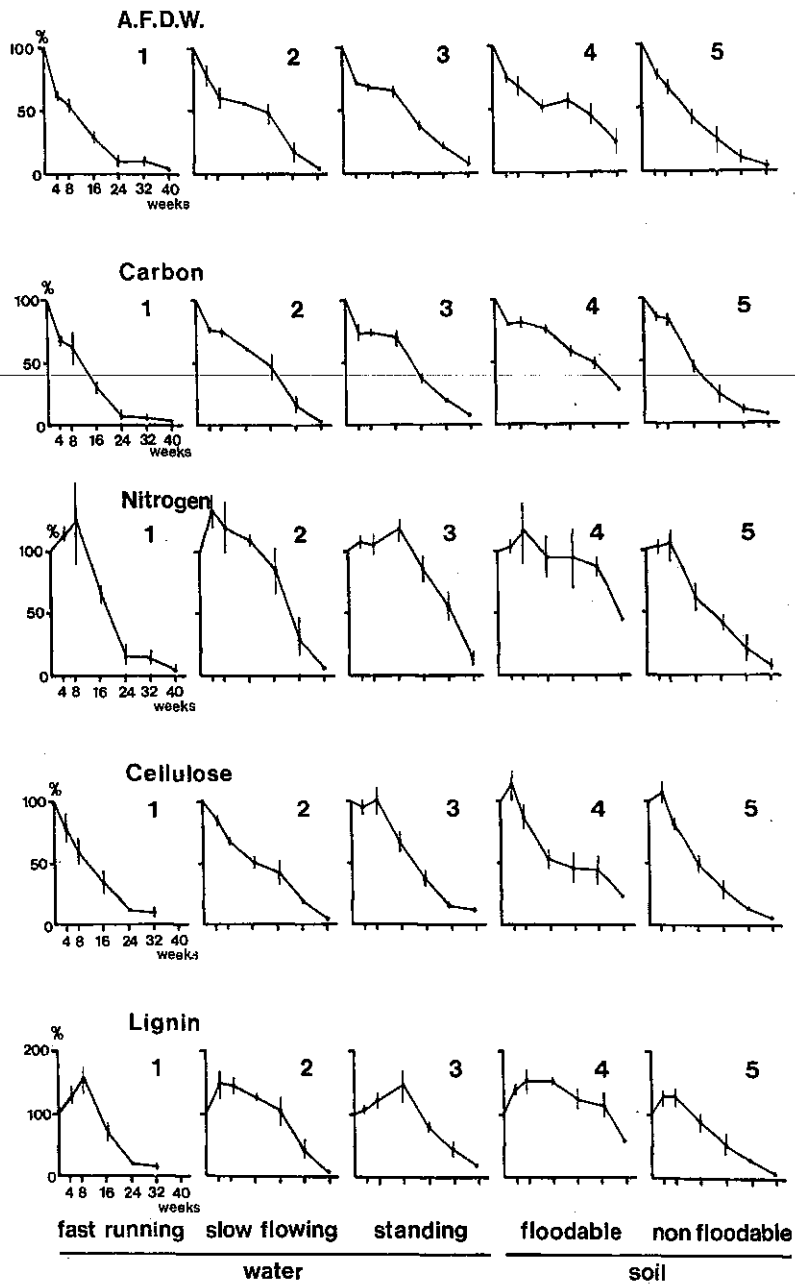 A.F.D.W.
%
100
50
0
1 2 3 4 5
4 8 16 24 32 40
weeks
Carbon
%
100
50
0
1 2 3 4 5
4 8 16 24 32 40
weeks
Nitrogen
%
100
50
0
1 2 3 4 5
4 8 16 24 32 40
weeks
Cellulose
%
100
50
0
1 2 3 4 5
4 8 16 24 32 40
weeks
Lignin
%
200
100
0
1 2 3 4 5
4 8 16 24 32 40
weeks
fast running slow flowing standing floodable non floodable
water soil